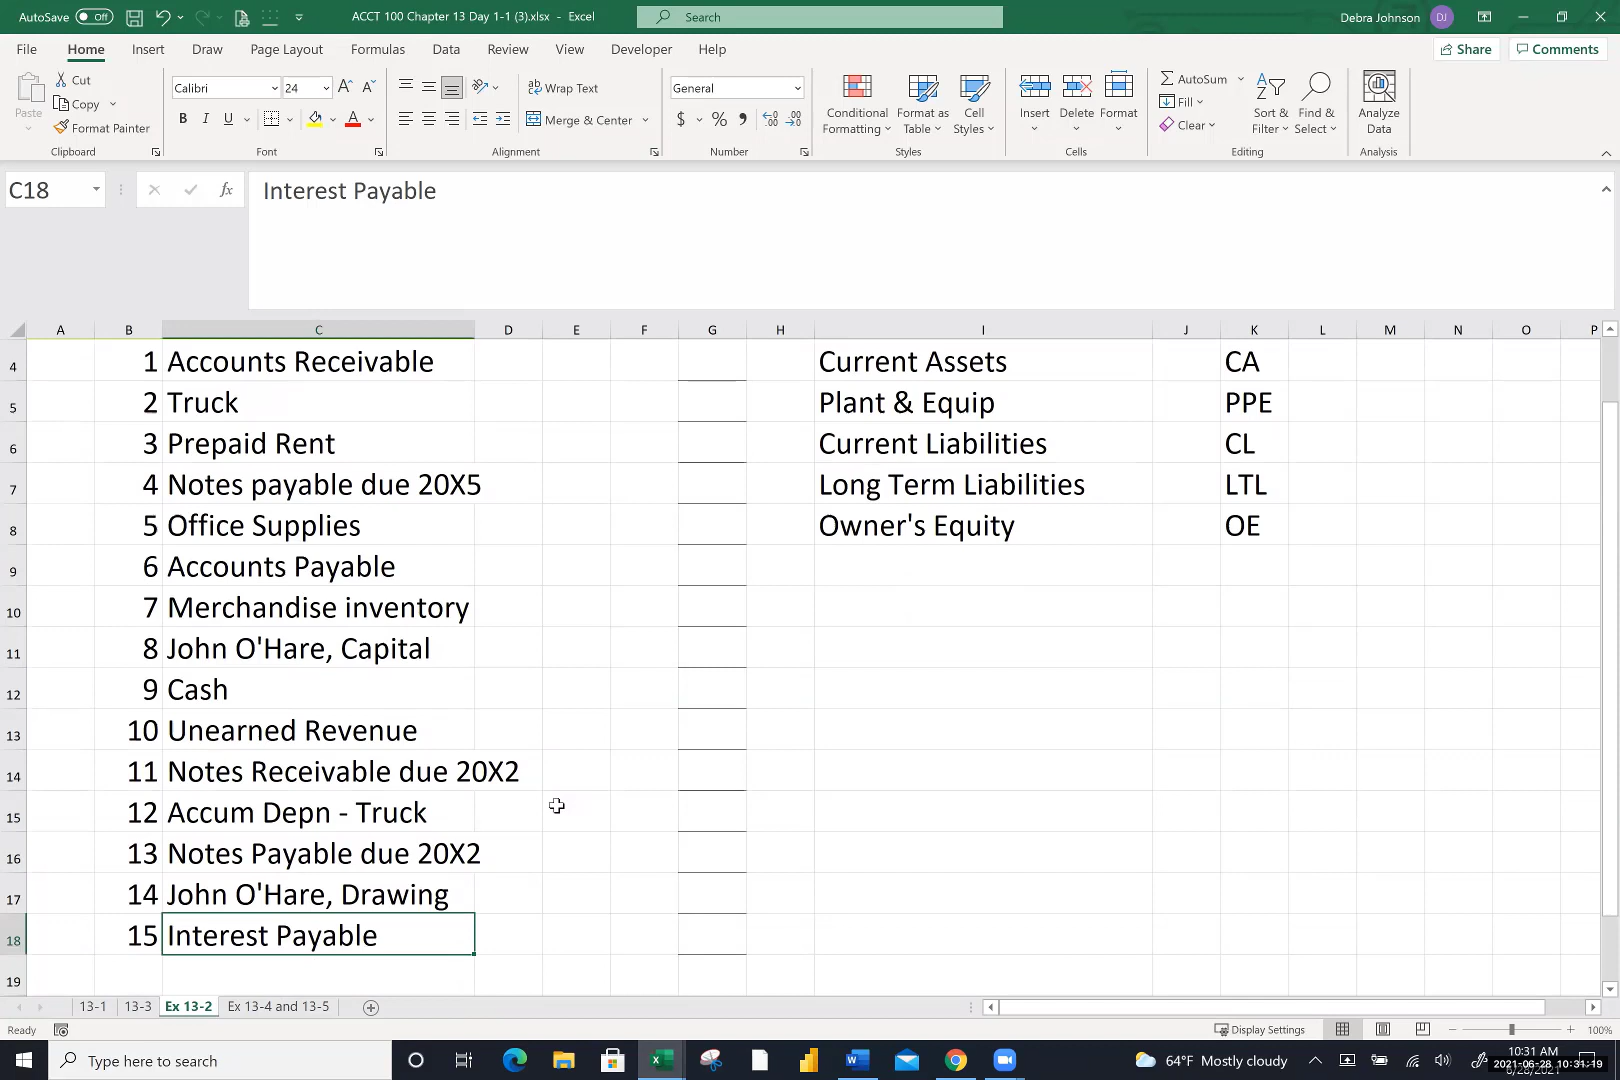 AutoSave Off ACCT 100 Chapter 13 Day 1-1 (3).xlsx - Excel Search Debra Johnson DJ
File Home Insert Draw Page Layout Formulas Data Review View Developer Help Share Comments
Paste Cut Copy Format Painter
Calibri 24
B I U
Wrap Text
Merge & Center
General
$ %
Conditional Formatting
Format as Table
Cell Styles
Insert Delete Format
AutoSum
Fill
Clear
Sort & Filter
Find & Select
Analyze Data
Clipboard Font Alignment Number Styles Cells Editing Analysis
C18 fx Interest Payable
A B C D E F G H I J K L M N O P
4 1 Accounts Receivable Current Assets CA
5 2 Truck Plant & Equip PPE
6 3 Prepaid Rent Current Liabilities CL
7 4 Notes payable due 20X5 Long Term Liabilities LTL
8 5 Office Supplies Owner's Equity OE
9 6 Accounts Payable
10 7 Merchandise inventory
11 8 John O'Hare, Capital
12 9 Cash
13 10 Unearned Revenue
14 11 Notes Receivable due 20X2
15 12 Accum Depn - Truck
16 13 Notes Payable due 20X2
17 14 John O'Hare, Drawing
18 15 Interest Payable
19
13-1 13-3 Ex 13-2 Ex 13-4 and 13-5
Ready Display Settings 100%
Type here to search 64°F Mostly cloudy 10:31 AM
2021-06-28 10:31:19